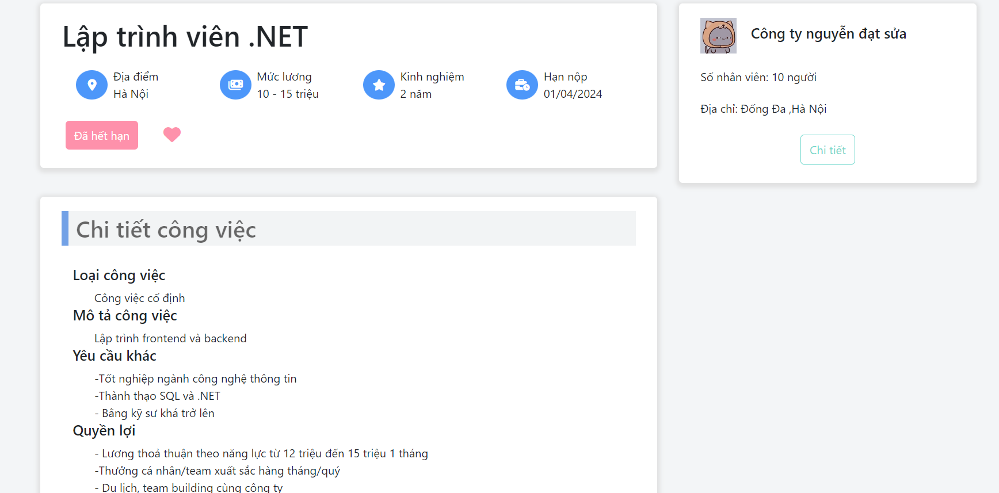 Lập trình viên .NET
Địa điểm
Hà Nội
Mức lương
10 - 15 triệu
Kinh nghiệm
2 năm
Hạn nộp
01/04/2024
Đã hết hạn
Công ty nguyễn đạt sửa
Số nhân viên: 10 người
Địa chỉ: Đống Đa ,Hà Nội
Chi tiết
Chi tiết công việc
Loại công việc
Công việc cố định
Mô tả công việc
Lập trình frontend và backend
Yêu cầu khác
-Tốt nghiệp ngành công nghệ thông tin
-Thành thạo SQL và .NET
- Bằng kỹ sư khá trở lên
Quyền lợi
- Lương thoả thuận theo năng lực từ 12 triệu đến 15 triệu 1 tháng
-Thưởng cá nhân/team xuất sắc hàng tháng/quý
- Du lịch, team building cùng công ty